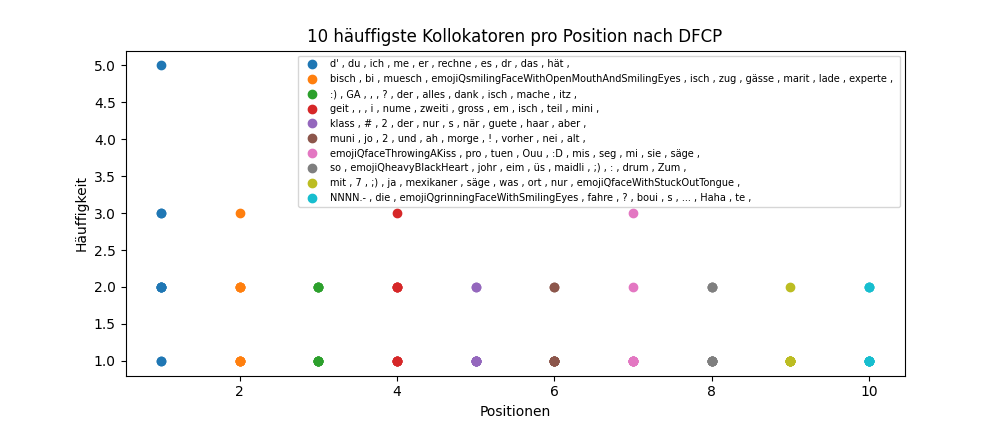 10 häuffigste Kollokatoren pro Position nach DFCP
5.0
4.5
4.0
3.5
3.0
2.5
2.0
1.5
1.0
Häuffigkeit
d' , du , ich , me , er , rechne , es , dr , das , hät ,
bisch , bi , muesch , emojiQsmilingFaceWithOpenMouthAndSmilingEyes , isch , zug , gässe , marit , lade , experte ,
:) , GA , , , ? , der , alles , dank , isch , mache , itz ,
geit , , , i , nume , zweiti , gross , em , isch , teil , mini ,
klass , # , 2 , der , nur , s , när , guete , haar , aber ,
muni , jo , 2 , und , ah , morge , ! , vorher , nei , alt ,
emojiQfaceThrowingAKiss , pro , tuen , Ouu , :D , mis , seg , mi , sie , säge ,
so , emojiQheavyBlackHeart , johr , eim , üs , maidli , ;) , : , drum , Zum ,
mit , 7 , ;) , ja , mexikaner , säge , was , ort , nur , emojiQfaceWithStuckOutTongue ,
NNNN.- , die , emojiQgrinningFaceWithSmilingEyes , fahre , ? , boui , s , ... , Haha , te ,
2 4 6 8 10
Positionen